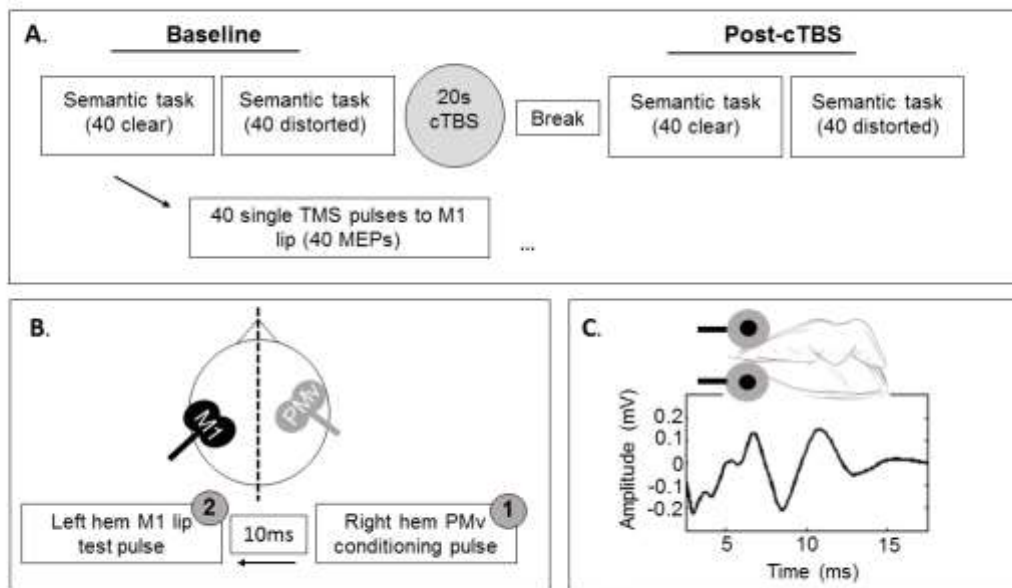 A.
Baseline
Post-cTBS
Semantic task
(40 clear)
Semantic task
(40 distorted)
20s
cTBS
Break
Semantic task
(40 clear)
Semantic task
(40 distorted)
40 single TMS pulses to M1
lip (40 MEPs)
...
B.
M1
PMv
2
Left hem M1 lip
test pulse
10ms
1
Right hem PMv
conditioning pulse
C.
Amplitude (mV)
0.2
0.1
0
-0.1
-0.2
5
10
15
Time (ms)